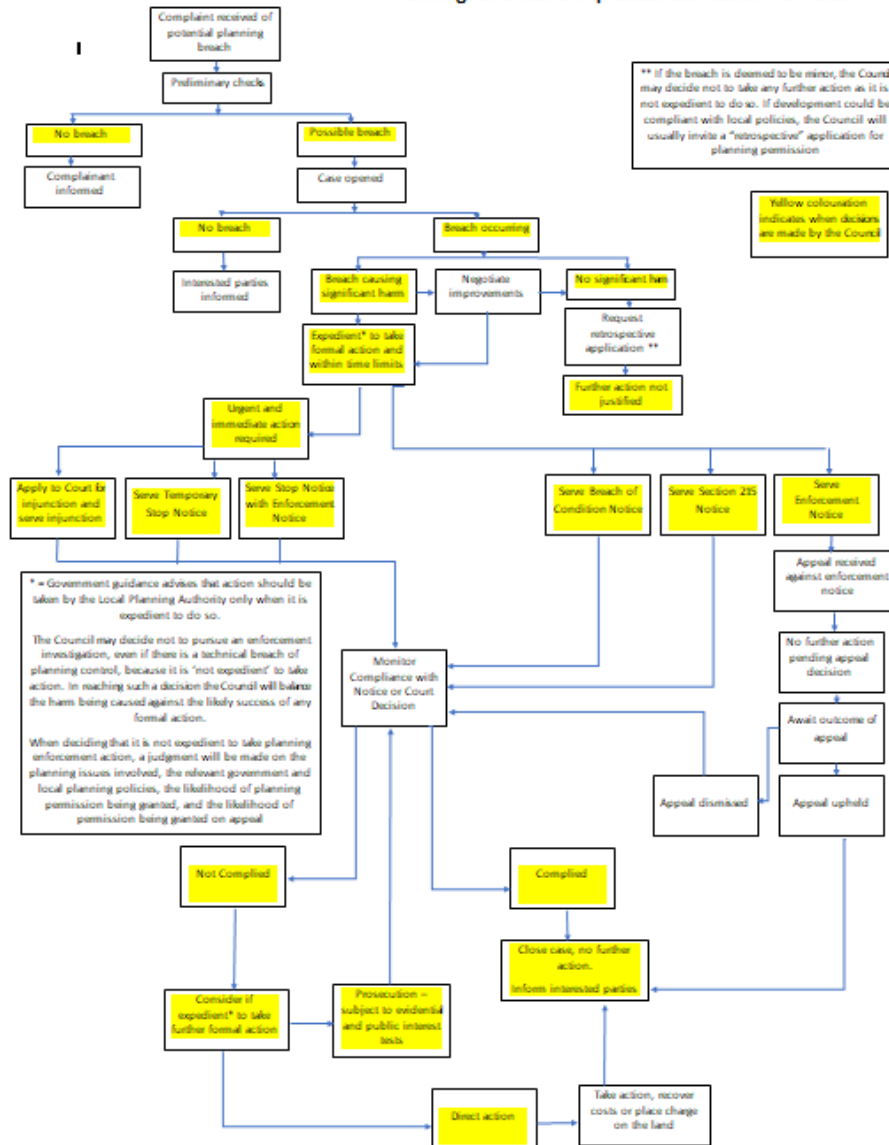 Complaint received of
potential planning
breach
Preliminary checks
** If the breach is deemed to be minor, the Council
may decide not to take any further action as it is
not expedient to do so. If development could be
compliant with local policies, the Council will
usually invite a "retrospective" application for
planning permission
No breach
Possible breach
Complainant
informed
Case opened
Yellow colouration
indicates when decisions
are made by the Council
No breach
Breach occurring
Interested parties
informed
Breach causing
significant harm
Negotiate
improvements
No significant ham
Expedient* to take
formal action and
within time limits
Request
retrospective
application **
Further action not
justified
Urgent and
immediate action
required
Apply to Court for
injunction and
serve injunction
Serve Temporary
Stop Notice
Serve Stop Notice
with Enforcement
Notice
Serve Breach of
Condition Notice
Serve Section 215
Notice
Serve
Enforcement
Notice
Appeal received
against enforcement
notice
* = Government guidance advises that action should be
taken by the Local Planning Authority only when it is
expedient to do so.
The Council may decide not to pursue an enforcement
investigation, even if there is a technical breach of
planning control, because it is 'not expedient' to take
action. In reaching such a decision the Council will balance
the harm being caused against the likely success of any
formal action.
When deciding that it is not expedient to take planning
enforcement action, a judgment will be made on the
planning issues involved, the relevant government and
local planning policies, the likelihood of planning
permission being granted, and the likelihood of
permission being granted on appeal
Monitor
Compliance with
Notice or Court
Decision
No further action
pending appeal
decision
Await outcome of
appeal
Appeal dismissed
Appeal upheld
Not Complied
Complied
Close case, no further
action.
Inform interested parties
Consider if
expedient* to take
further formal action
Prosecution –
subject to evidential
and public interest
tests
Direct action
Take action, recover
costs or place charge
on the land